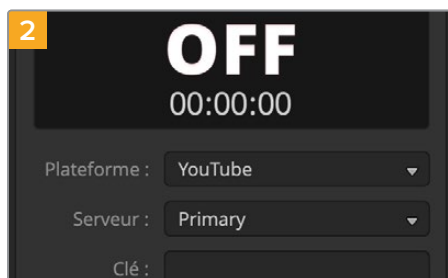 2
OFF
00:00:00
Plateforme : YouTube
Serveur : Primary
Clé :